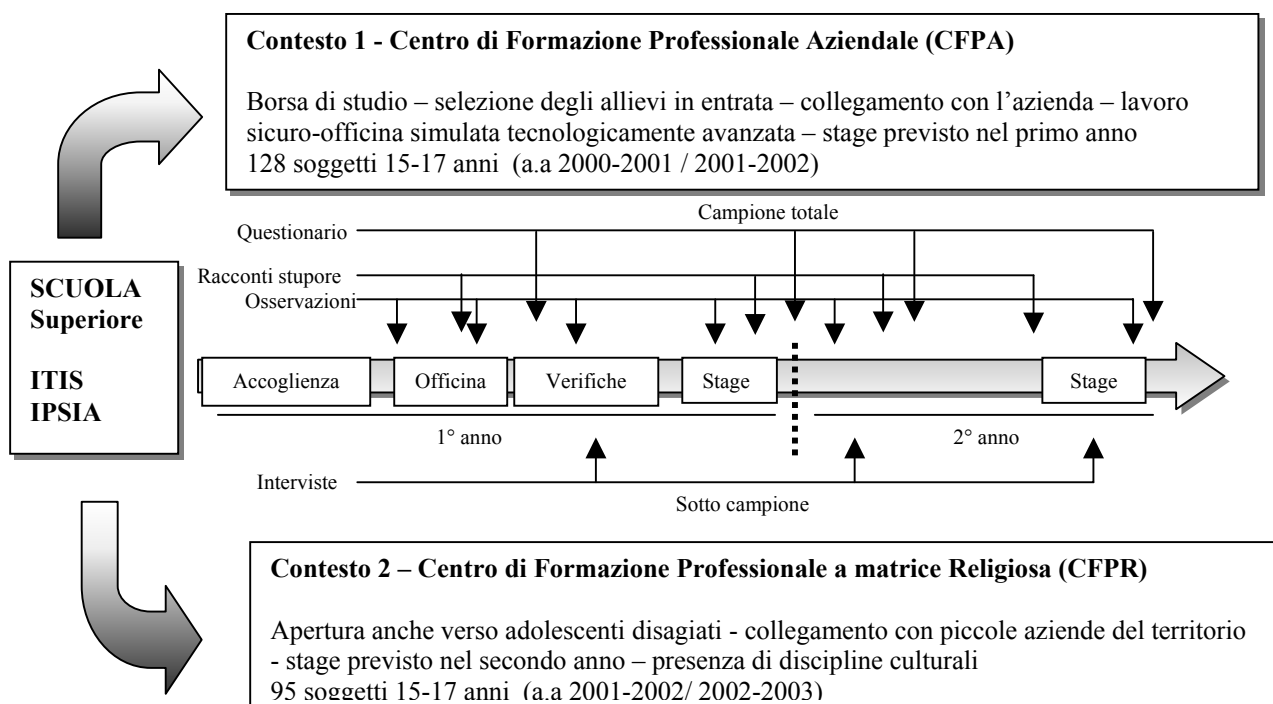 Contesto 1 - Centro di Formazione Professionale Aziendale (CFPA)
Borsa di studio – selezione degli allievi in entrata – collegamento con l'azienda – lavoro
sicuro-officina simulata tecnologicamente avanzata – stage previsto nel primo anno
128 soggetti 15-17 anni (a.a 2000-2001 / 2001-2002)
Campione totale
Questionario
Racconti stupore
Osservazioni
SCUOLA
Superiore
ITIS
IPSIA
Accoglienza
Officina
Verifiche
Stage
Stage
1° anno
2° anno
Interviste
Sotto campione
Contesto 2 – Centro di Formazione Professionale a matrice Religiosa (CFPR)
Apertura anche verso adolescenti disagiati - collegamento con piccole aziende del territorio
- stage previsto nel secondo anno – presenza di discipline culturali
95 soggetti 15-17 anni (a.a 2001-2002/ 2002-2003)